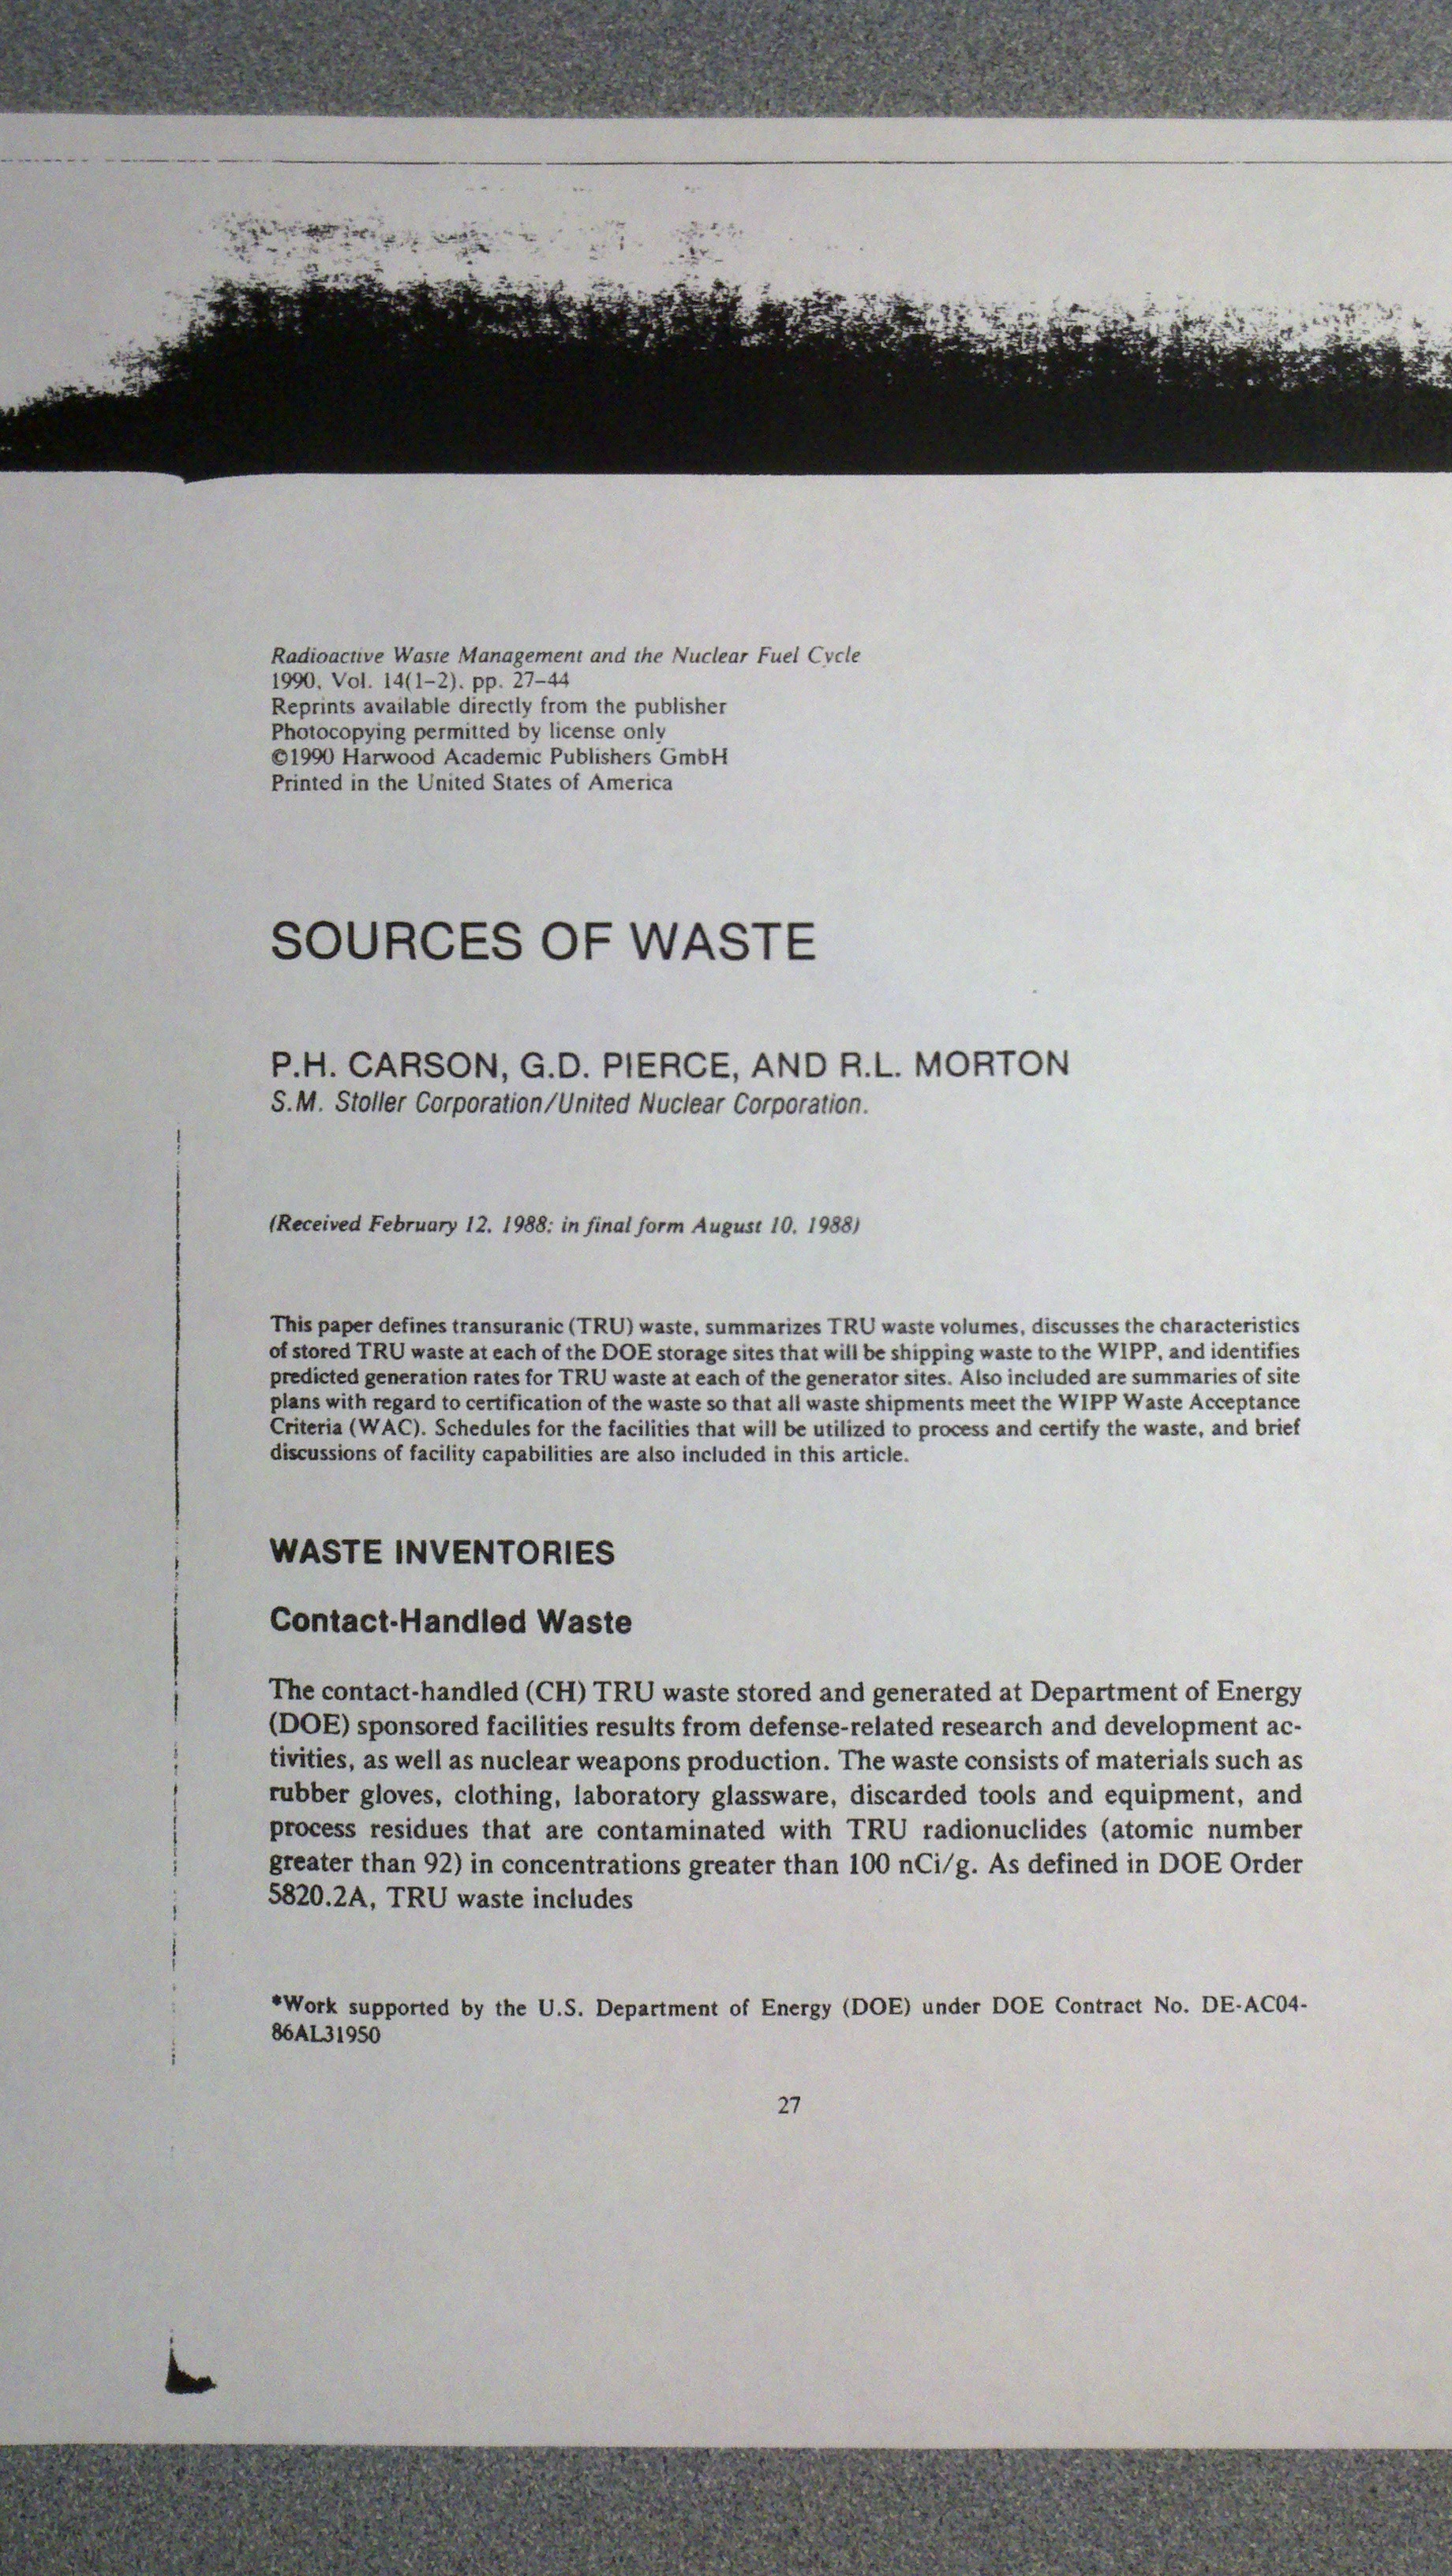 Radioactive Waste Management and the Nuclear Fuel Cycle
1990, Vol. 14(1–2), pp. 27–44
Reprints available directly from the publisher
Photocopying permitted by license only
©1990 Harwood Academic Publishers GmbH
Printed in the United States of America
SOURCES OF WASTE
P.H. CARSON, G.D. PIERCE, AND R.L. MORTON
S.M. Stoller Corporation/United Nuclear Corporation.
(Received February 12, 1988; in final form August 10, 1988)
This paper defines transuranic (TRU) waste, summarizes TRU waste volumes, discusses the characteristics
of stored TRU waste at each of the DOE storage sites that will be shipping waste to the WIPP, and identifies
predicted generation rates for TRU waste at each of the generator sites. Also included are summaries of site
plans with regard to certification of the waste so that all waste shipments meet the WIPP Waste Acceptance
Criteria (WAC). Schedules for the facilities that will be utilized to process and certify the waste, and brief
discussions of facility capabilities are also included in this article.
WASTE INVENTORIES
Contact-Handled Waste
The contact-handled (CH) TRU waste stored and generated at Department of Energy
(DOE) sponsored facilities results from defense-related research and development ac-
tivities, as well as nuclear weapons production. The waste consists of materials such as
rubber gloves, clothing, laboratory glassware, discarded tools and equipment, and
process residues that are contaminated with TRU radionuclides (atomic number
greater than 92) in concentrations greater than 100 nCi/g. As defined in DOE Order
5820.2A, TRU waste includes
*Work supported by the U.S. Department of Energy (DOE) under DOE Contract No. DE-AC04-
86AL31950
27